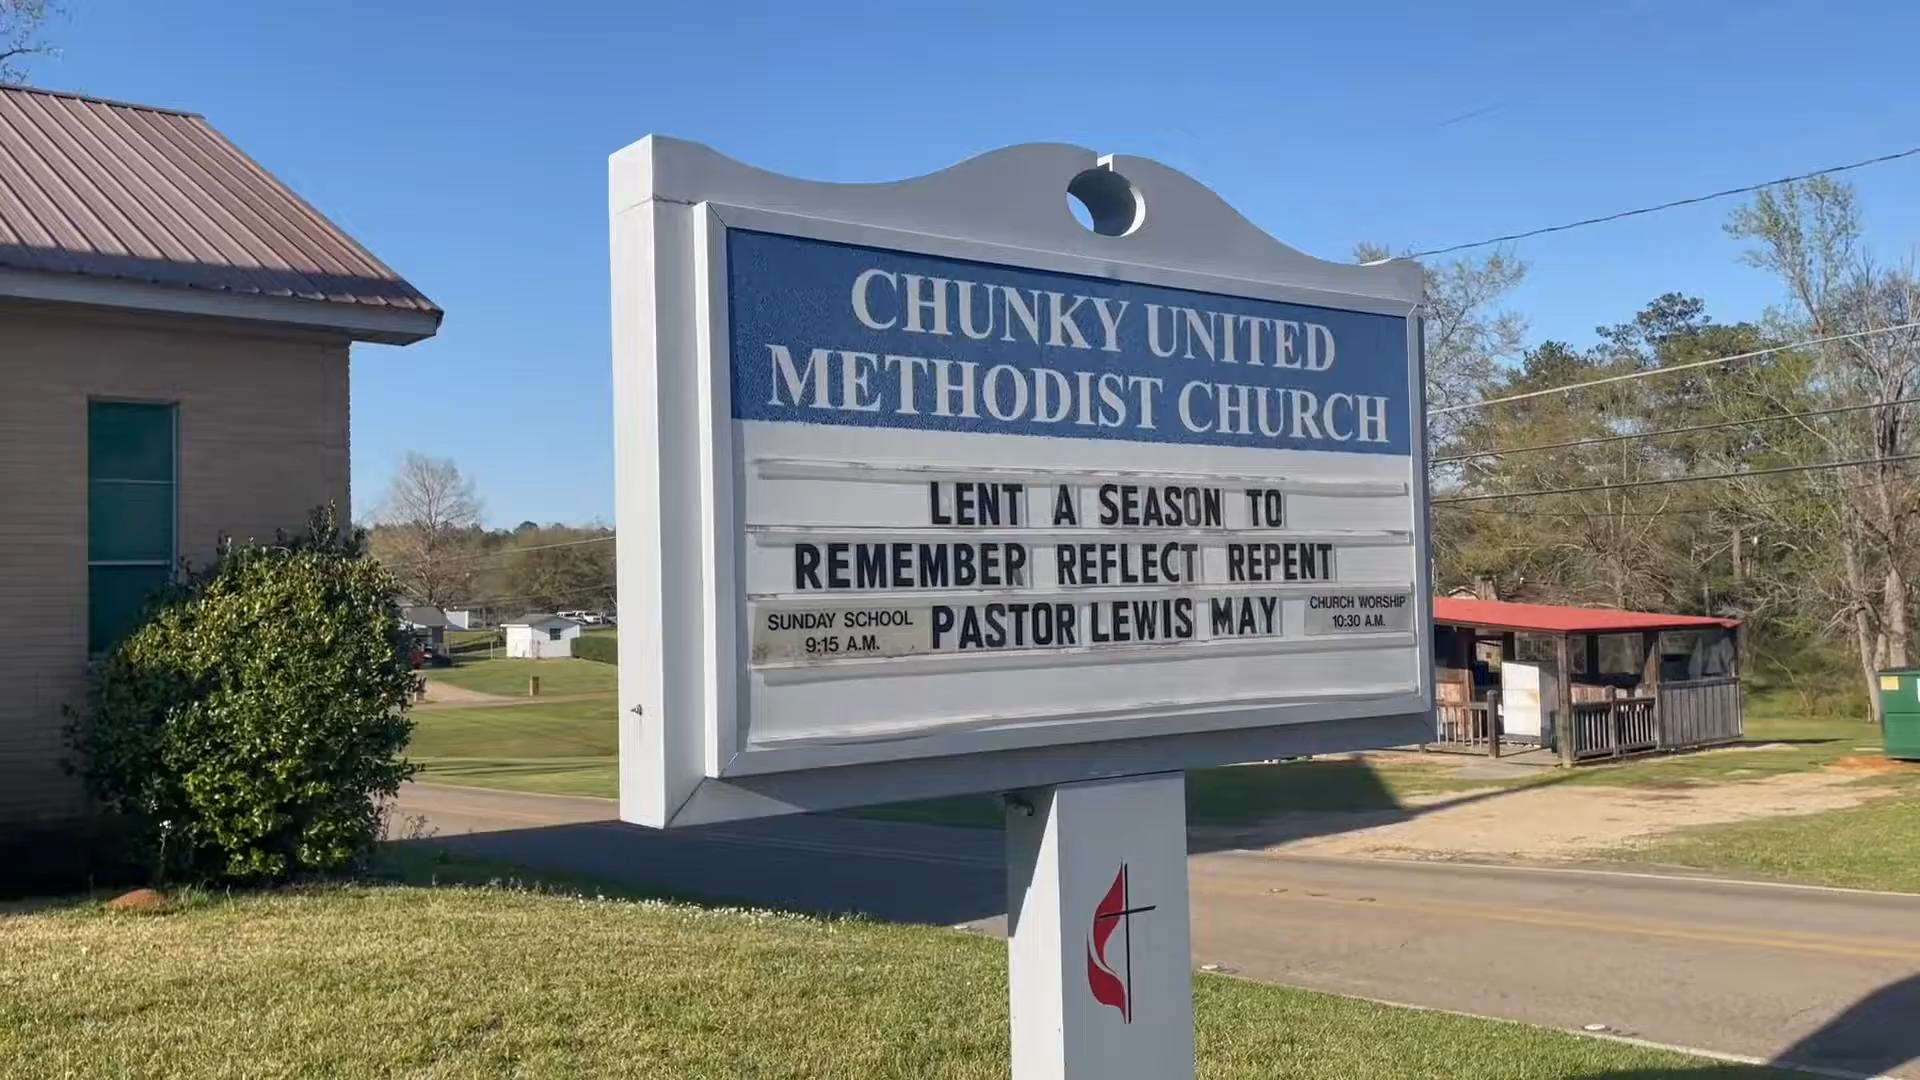 CHUNKY UNITED
METHODIST CHURCH
LENT A SEASON TO
REMEMBER REFLECT REPENT
SUNDAY SCHOOL
9:15 A.M.
PASTOR LEWIS MAY
CHURCH WORSHIP
10:30 A.M.